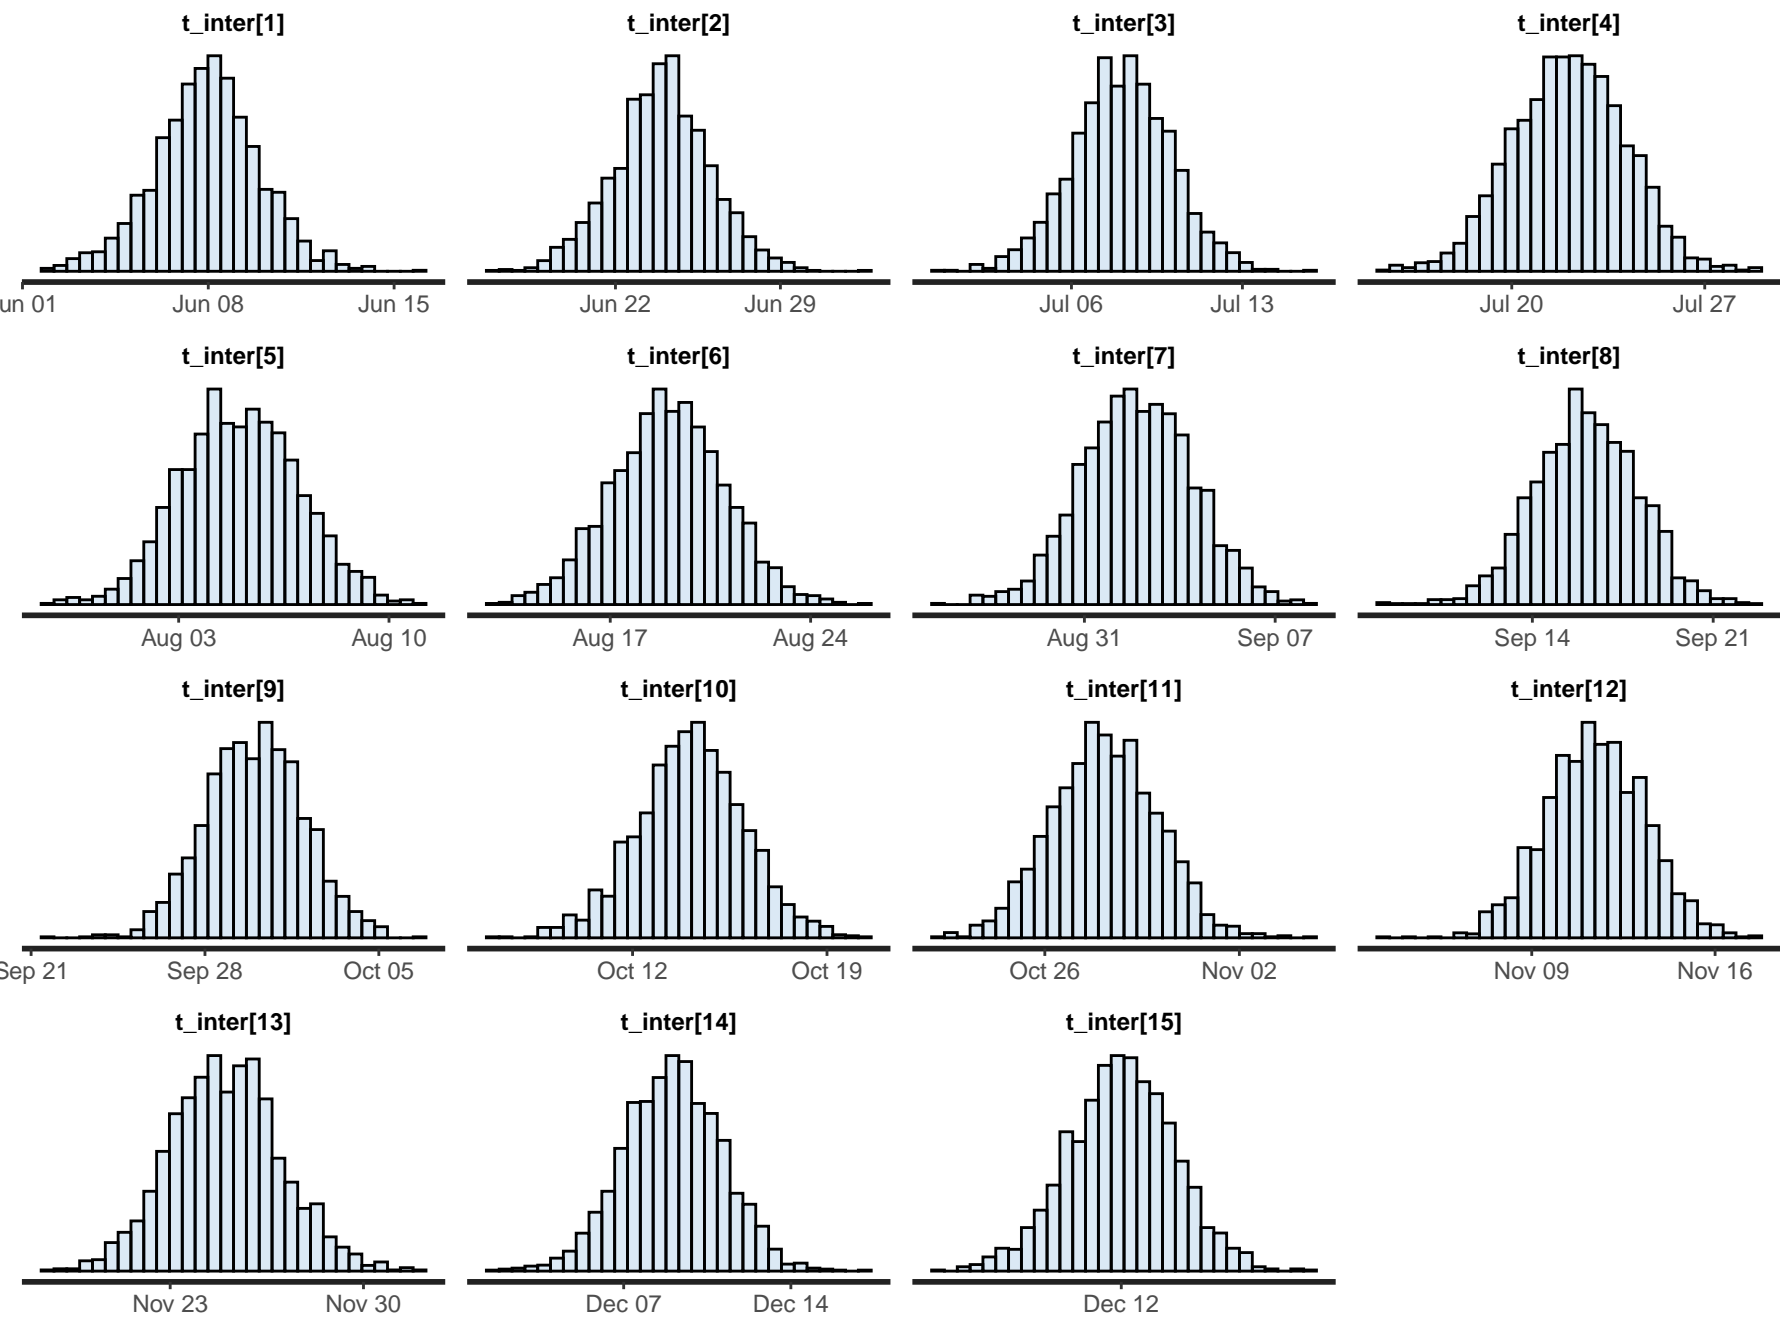 t_inter[1] t_inter[2] t_inter[3] t_inter[4]
un 01 Jun 08 Jun 15 Jun 22 Jun 29 Jul 06 Jul 13 Jul 20 Jul 27
t_inter[5] t_inter[6] t_inter[7] t_inter[8]
Aug 03 Aug 10 Aug 17 Aug 24 Aug 31 Sep 07 Sep 14 Sep 21
t_inter[9] t_inter[10] t_inter[11] t_inter[12]
Sep 21 Sep 28 Oct 05 Oct 12 Oct 19 Oct 26 Nov 02 Nov 09 Nov 16
t_inter[13] t_inter[14] t_inter[15]
Nov 23 Nov 30 Dec 07 Dec 14 Dec 12